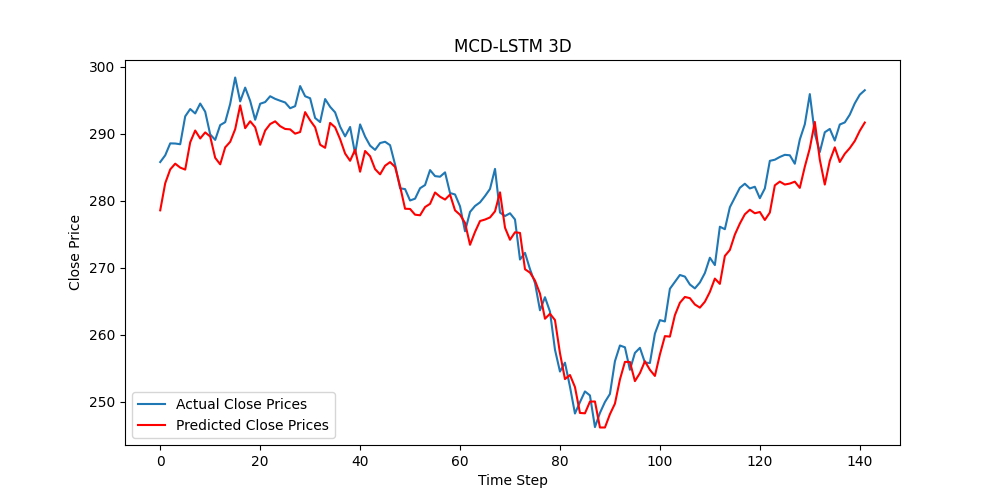 MCD-LSTM 3D
Close Price
300
290
280
270
260
250
Actual Close Prices
Predicted Close Prices
0 20 40 60 80 100 120 140
Time Step